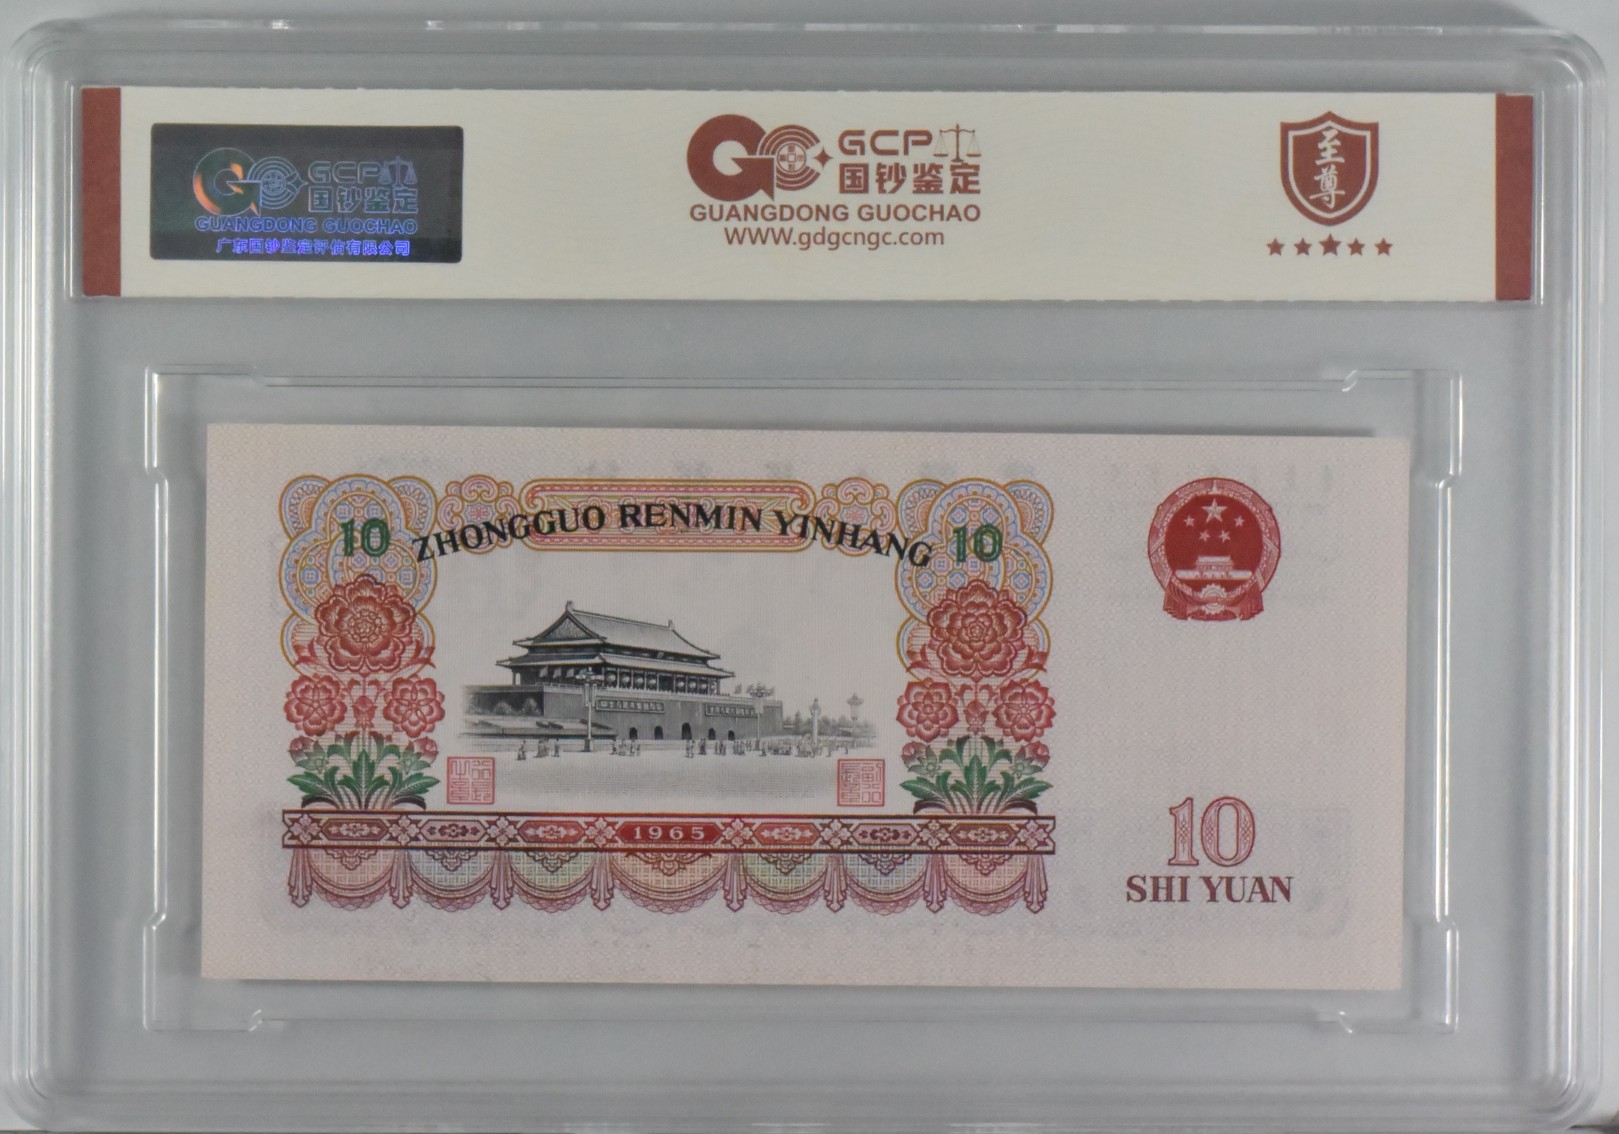 GCP
国钞鉴定
GUANGDONG GUOCHAO
广东国钞鉴定评估有限公司
GCP
国钞鉴定
GUANGDONG GUOCHAO
WWW.gdgcngc.com
至尊
10 ZHONGGUO RENMIN YINHANG 10
1965
10
SHI YUAN